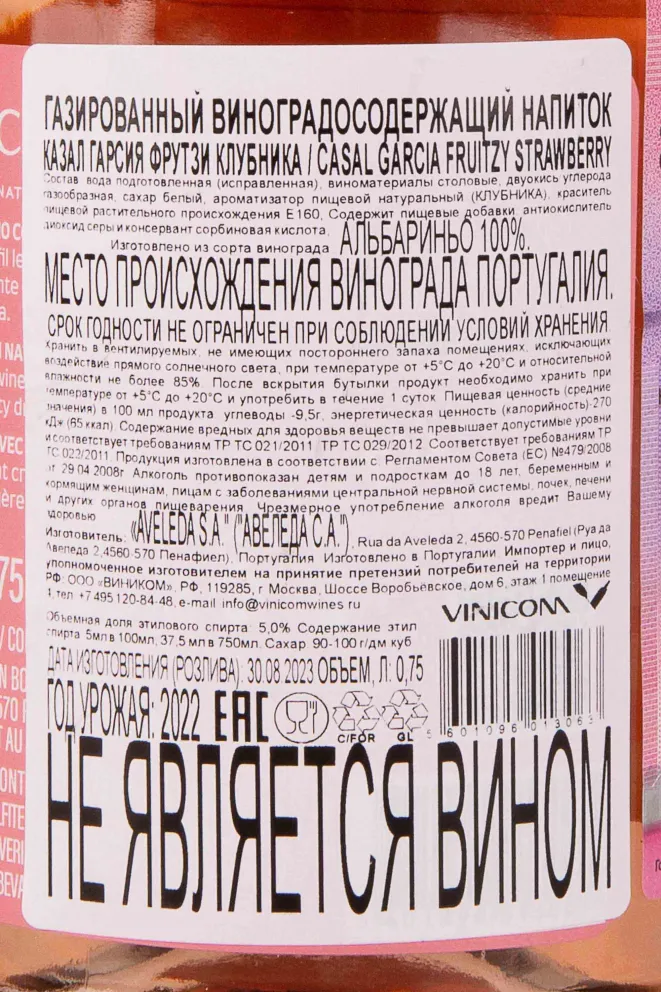 ГАЗИРОВАННЫЙ ВИНОГРАДОСОДЕРЖАЩИЙ НАПИТОК
КАЗАЛ ГАРСИЯ ФРУТЗИ КЛУБНИКА / CASAL GARCIA FRUITZY STRAWBERRY
Состав вода подготовленная (исправленная), виноматериалы столовые, двуокись углерода
газообразная, сахар белый, ароматизатор пищевой натуральный (КЛУБНИКА), краситель
пищевой растительного происхождения Е160, Содержит пищевые добавки антиокислитель
диоксид серы и консервант сорбиновая кислота,
Изготовлено из сорта винограда АЛЬБАРИНЬО 100%.
МЕСТО ПРОИСХОЖДЕНИЯ ВИНОГРАДА ПОРТУГАЛИЯ.
СРОК ГОДНОСТИ НЕ ОГРАНИЧЕН ПРИ СОБЛЮДЕНИИ УСЛОВИЙ ХРАНЕНИЯ
Хранить в вентилируемых, не имеющих постороннего запаха помещениях, исключающих
воздействие прямого солнечного света, при температуре от +5°С до +20°С и относительной
влажности не более 85%. После вскрытия бутылки продукт необходимо хранить при
температуре от +5°С до +20°С и употребить в течение 1 суток Пищевая ценность (средние
значения) в 100 мл продукта углеводы -9,5г, энергетическая ценность (калорийность)-270
кДж (65 ккал). Содержание вредных для здоровья веществ не превышает допустимые уровни
и соответствует требованиям ТР ТС 021/2011 ТР ТС 029/2012 Соответствует требованиям ТР
ТС 022/2011. Продукция изготовлена в соответствии с Регламентом Совета (ЕС) №479/2008
от 29 04 2008г Алкоголь противопоказан детям и подросткам до 18 лет, беременным и
кормящим женщинам, лицам с заболеваниями центральной нервной системы, почек, печени
и других органов пищеварения Чрезмерное употребление алкоголя вредит Вашему
здоровью
Изготовитель: «AVELEDA S.A." ("АВЕЛЕДА С.А."), Rua da Aveleda 2, 4560-570 Penafiel (Руа да
Авеледа 2,4560-570 Пенафиел), Португалия Изготовлено в Португалии Импортер и лицо,
уполномоченное изготовителем на принятие претензий потребителей на территории
РФ: ООО «ВИНИКОМ», РФ, 119285, г Москва, Шоссе Воробьевское, дом 6, этаж 1 помещение
4, тел +7 495 120-84-48, e-mail info@vinicomwines ru
VINICOM
Объемная доля этилового спирта 5,0% Содержание этил
спирта 5мл в 100мл, 37,5 мл в 750мл. Сахар 90-100 г/дм куб
ДАТА ИЗГОТОВЛЕНИЯ (РОЗЛИВА): 30.08 2023 ОБЪЕМ, Л: 0,75
ГОД УРОЖАЯ: 2022 EAC
C/FOR GL 5 601096 013063
НЕ ЯВЛЯЕТСЯ ВИНОМ